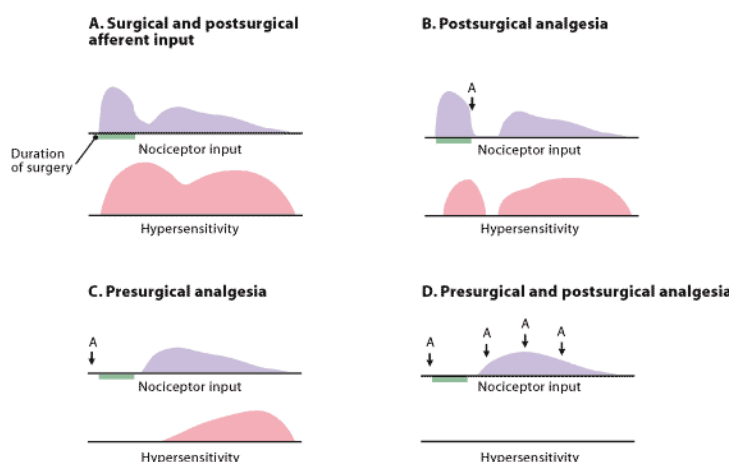 A. Surgical and postsurgical
afferent input
Duration
of surgery
Nociceptor input
Hypersensitivity
B. Postsurgical analgesia
A
Nociceptor input
Hypersensitivity
C. Presurgical analgesia
A
Nociceptor input
Hypersensitivity
D. Presurgical and postsurgical analgesia
A
A
A
A
Nociceptor input
Hypersensitivity